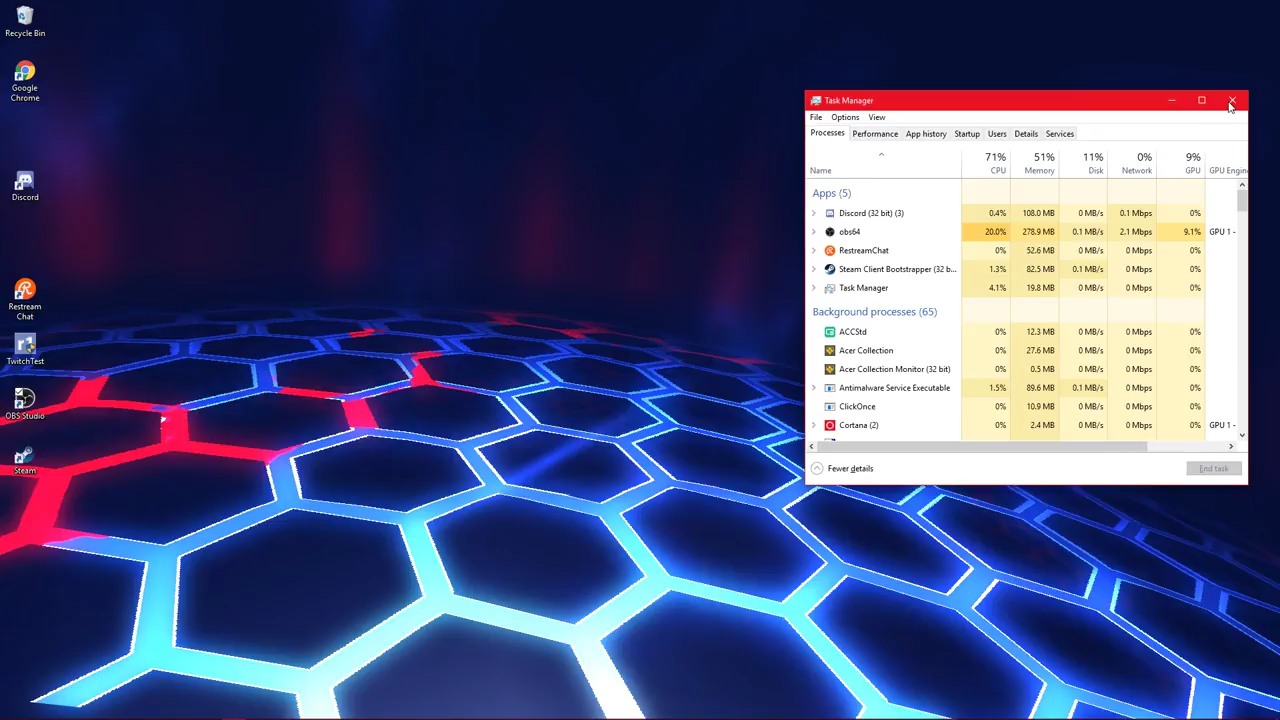 Recycle Bin
Google
Chrome
Discord
Restream
Chat
TwitchTest
OBS Studio
Steam
Task Manager
File Options View
Processes Performance App history Startup Users Details Services
71% 51% 11% 0% 9%
Name CPU Memory Disk Network GPU GPU Engin
Apps (5)
Discord (32 bit) (3) 0.4% 108.0 MB 0 MB/s 0.1 Mbps 0%
obs64 20.0% 278.9 MB 0.1 MB/s 2.1 Mbps 9.1% GPU 1 -
RestreamChat 0% 52.6 MB 0 MB/s 0 Mbps 0%
Steam Client Bootstrapper (32 b... 1.3% 82.5 MB 0.1 MB/s 0 Mbps 0%
Task Manager 4.1% 19.8 MB 0 MB/s 0 Mbps 0%
Background processes (65)
ACCStd 0% 12.3 MB 0 MB/s 0 Mbps 0%
Acer Collection 0% 27.6 MB 0 MB/s 0 Mbps 0%
Acer Collection Monitor (32 bit) 0% 0.5 MB 0 MB/s 0 Mbps 0%
Antimalware Service Executable 1.5% 89.6 MB 0.1 MB/s 0 Mbps 0%
ClickOnce 0% 10.9 MB 0 MB/s 0 Mbps 0%
Cortana (2) 0% 2.4 MB 0 MB/s 0 Mbps 0% GPU 1 -
Fewer details End task